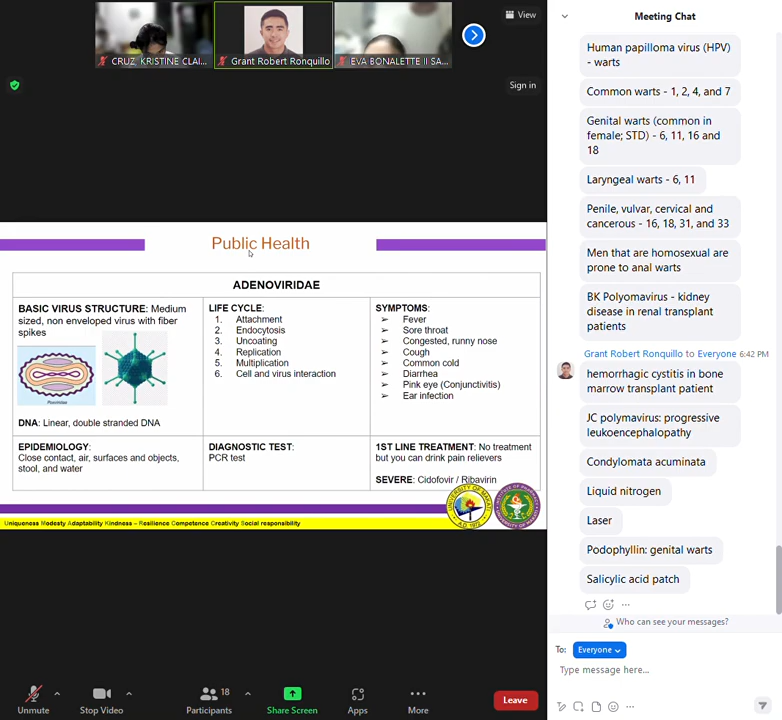 CRUZ_KRISTINE CLAI...
Grant Robert Ronquillo
EVA BONALETTE II SA...
View
Sign in
Public Health
ADENOVIRIDAE
BASIC VIRUS STRUCTURE: Medium
sized, non enveloped virus with fiber
spikes
DNA: Linear, double stranded DNA
LIFE CYCLE:
1. Attachment
2. Endocytosis
3. Uncoating
4. Replication
5. Multiplication
6. Cell and virus interaction
SYMPTOMS:
➢ Fever
➢ Sore throat
➢ Congested, runny nose
➢ Cough
➢ Common cold
➢ Diarrhea
➢ Pink eye (Conjunctivitis)
➢ Ear infection
EPIDEMIOLOGY:
Close contact, air, surfaces and objects,
stool, and water
DIAGNOSTIC TEST:
PCR test
1ST LINE TREATMENT: No treatment
but you can drink pain relievers
SEVERE: Cidofovir / Ribavirin
Uniqueness Modesty Adaptability Kindness – Resilience Competence Creativity Social responsibility
Unmute
Stop Video
18
Participants
Share Screen
Apps
More
Leave
Meeting Chat
Human papilloma virus (HPV)
- warts
Common warts - 1, 2, 4, and 7
Genital warts (common in
female; STD) - 6, 11, 16 and
18
Laryngeal warts - 6, 11
Penile, vulvar, cervical and
cancerous - 16, 18, 31, and 33
Men that are homosexual are
prone to anal warts
BK Polyomavirus - kidney
disease in renal transplant
patients
Grant Robert Ronquillo to Everyone 6:42 PM
hemorrhagic cystitis in bone
marrow transplant patient
JC polymavirus: progressive
leukoencephalopathy
Condylomata acuminata
Liquid nitrogen
Laser
Podophyllin: genital warts
Salicylic acid patch
Who can see your messages?
To: Everyone
Type message here...